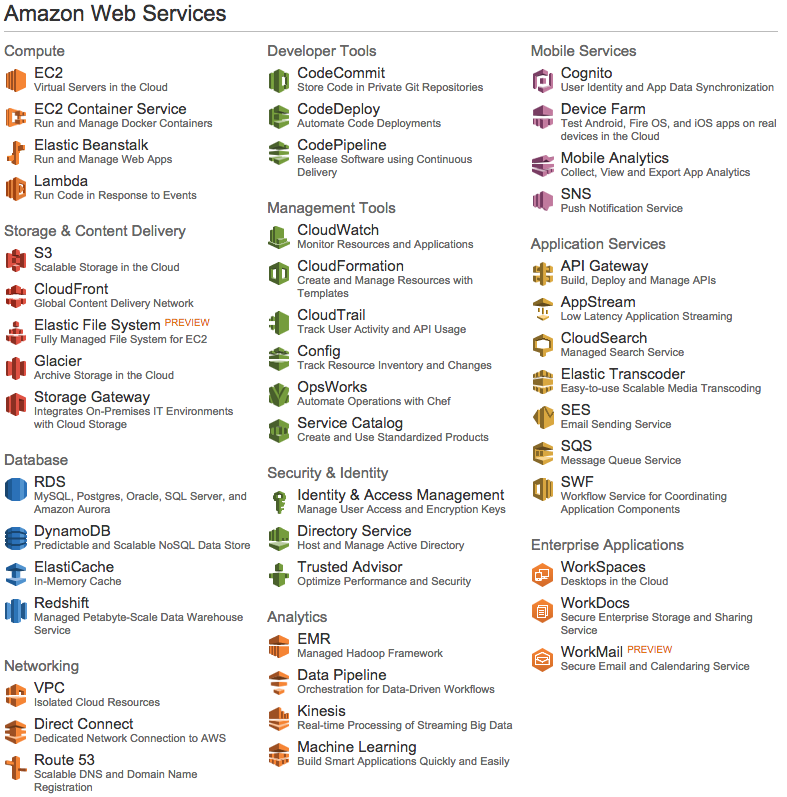 Amazon Web Services
Compute
EC2
Virtual Servers in the Cloud
EC2 Container Service
Run and Manage Docker Containers
Elastic Beanstalk
Run and Manage Web Apps
Lambda
Run Code in Response to Events
Storage & Content Delivery
S3
Scalable Storage in the Cloud
CloudFront
Global Content Delivery Network
Elastic File System PREVIEW
Fully Managed File System for EC2
Glacier
Archive Storage in the Cloud
Storage Gateway
Integrates On-Premises IT Environments
with Cloud Storage
Database
RDS
MySQL, Postgres, Oracle, SQL Server, and
Amazon Aurora
DynamoDB
Predictable and Scalable NoSQL Data Store
ElastiCache
In-Memory Cache
Redshift
Managed Petabyte-Scale Data Warehouse
Service
Networking
VPC
Isolated Cloud Resources
Direct Connect
Dedicated Network Connection to AWS
Route 53
Scalable DNS and Domain Name
Registration
Developer Tools
CodeCommit
Store Code in Private Git Repositories
CodeDeploy
Automate Code Deployments
CodePipeline
Release Software using Continuous
Delivery
Management Tools
CloudWatch
Monitor Resources and Applications
CloudFormation
Create and Manage Resources with
Templates
CloudTrail
Track User Activity and API Usage
Config
Track Resource Inventory and Changes
OpsWorks
Automate Operations with Chef
Service Catalog
Create and Use Standardized Products
Security & Identity
Identity & Access Management
Manage User Access and Encryption Keys
Directory Service
Host and Manage Active Directory
Trusted Advisor
Optimize Performance and Security
Analytics
EMR
Managed Hadoop Framework
Data Pipeline
Orchestration for Data-Driven Workflows
Kinesis
Real-time Processing of Streaming Big Data
Machine Learning
Build Smart Applications Quickly and Easily
Mobile Services
Cognito
User Identity and App Data Synchronization
Device Farm
Test Android, Fire OS, and iOS apps on real
devices in the Cloud
Mobile Analytics
Collect, View and Export App Analytics
SNS
Push Notification Service
Application Services
API Gateway
Build, Deploy and Manage APIs
AppStream
Low Latency Application Streaming
CloudSearch
Managed Search Service
Elastic Transcoder
Easy-to-use Scalable Media Transcoding
SES
Email Sending Service
SQS
Message Queue Service
SWF
Workflow Service for Coordinating
Application Components
Enterprise Applications
WorkSpaces
Desktops in the Cloud
WorkDocs
Secure Enterprise Storage and Sharing
Service
WorkMail PREVIEW
Secure Email and Calendaring Service